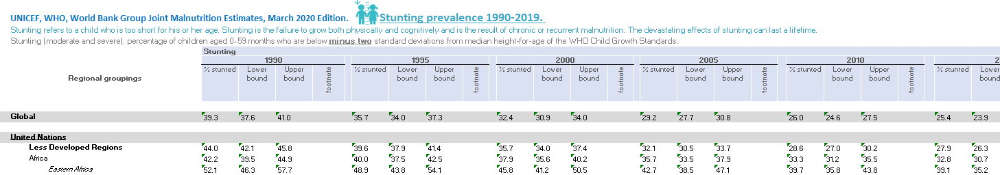 UNICEF, WHO, World Bank Group Joint Malnutrition Estimates, March 2020 Edition. Stunting prevalence 1990-2019.
Stunting refers to a child who is too short for his or her age. Stunting is the failure to grow both physically and cognitively and is the result of chronic or recurrent malnutrition. The devastating effects of stunting can last a lifetime.
Stunting (moderate and severe): percentage of children aged 0–59 months who are below minus two standard deviations from median height-for-age of the WHO Child Growth Standards.
Stunting
1990 1995 2000 2005 2010 2
Regional groupings % stunted Lower bound Upper bound footnote % stunted Lower bound Upper bound footnote % stunted Lower bound Upper bound footnote % stunted Lower bound Upper bound footnote % stunted Lower bound Upper bound footnote % stunted Lower bound
Global 39.3 37.6 41.0 35.7 34.0 37.3 32.4 30.9 34.0 29.2 27.7 30.8 26.0 24.6 27.5 25.4 23.9
United Nations
Less Developed Regions 44.0 42.1 45.8 39.6 37.9 41.4 35.7 34.0 37.4 32.1 30.5 33.7 28.6 27.0 30.2 27.9 26.3
Africa 42.2 39.5 44.9 40.0 37.5 42.5 37.9 35.6 40.2 35.7 33.5 37.9 33.3 31.2 35.5 32.8 30.7
Eastern Africa 52.1 46.3 57.7 48.9 43.8 54.1 45.8 41.2 50.5 42.7 38.5 47.1 39.7 35.8 43.8 39.1 35.2